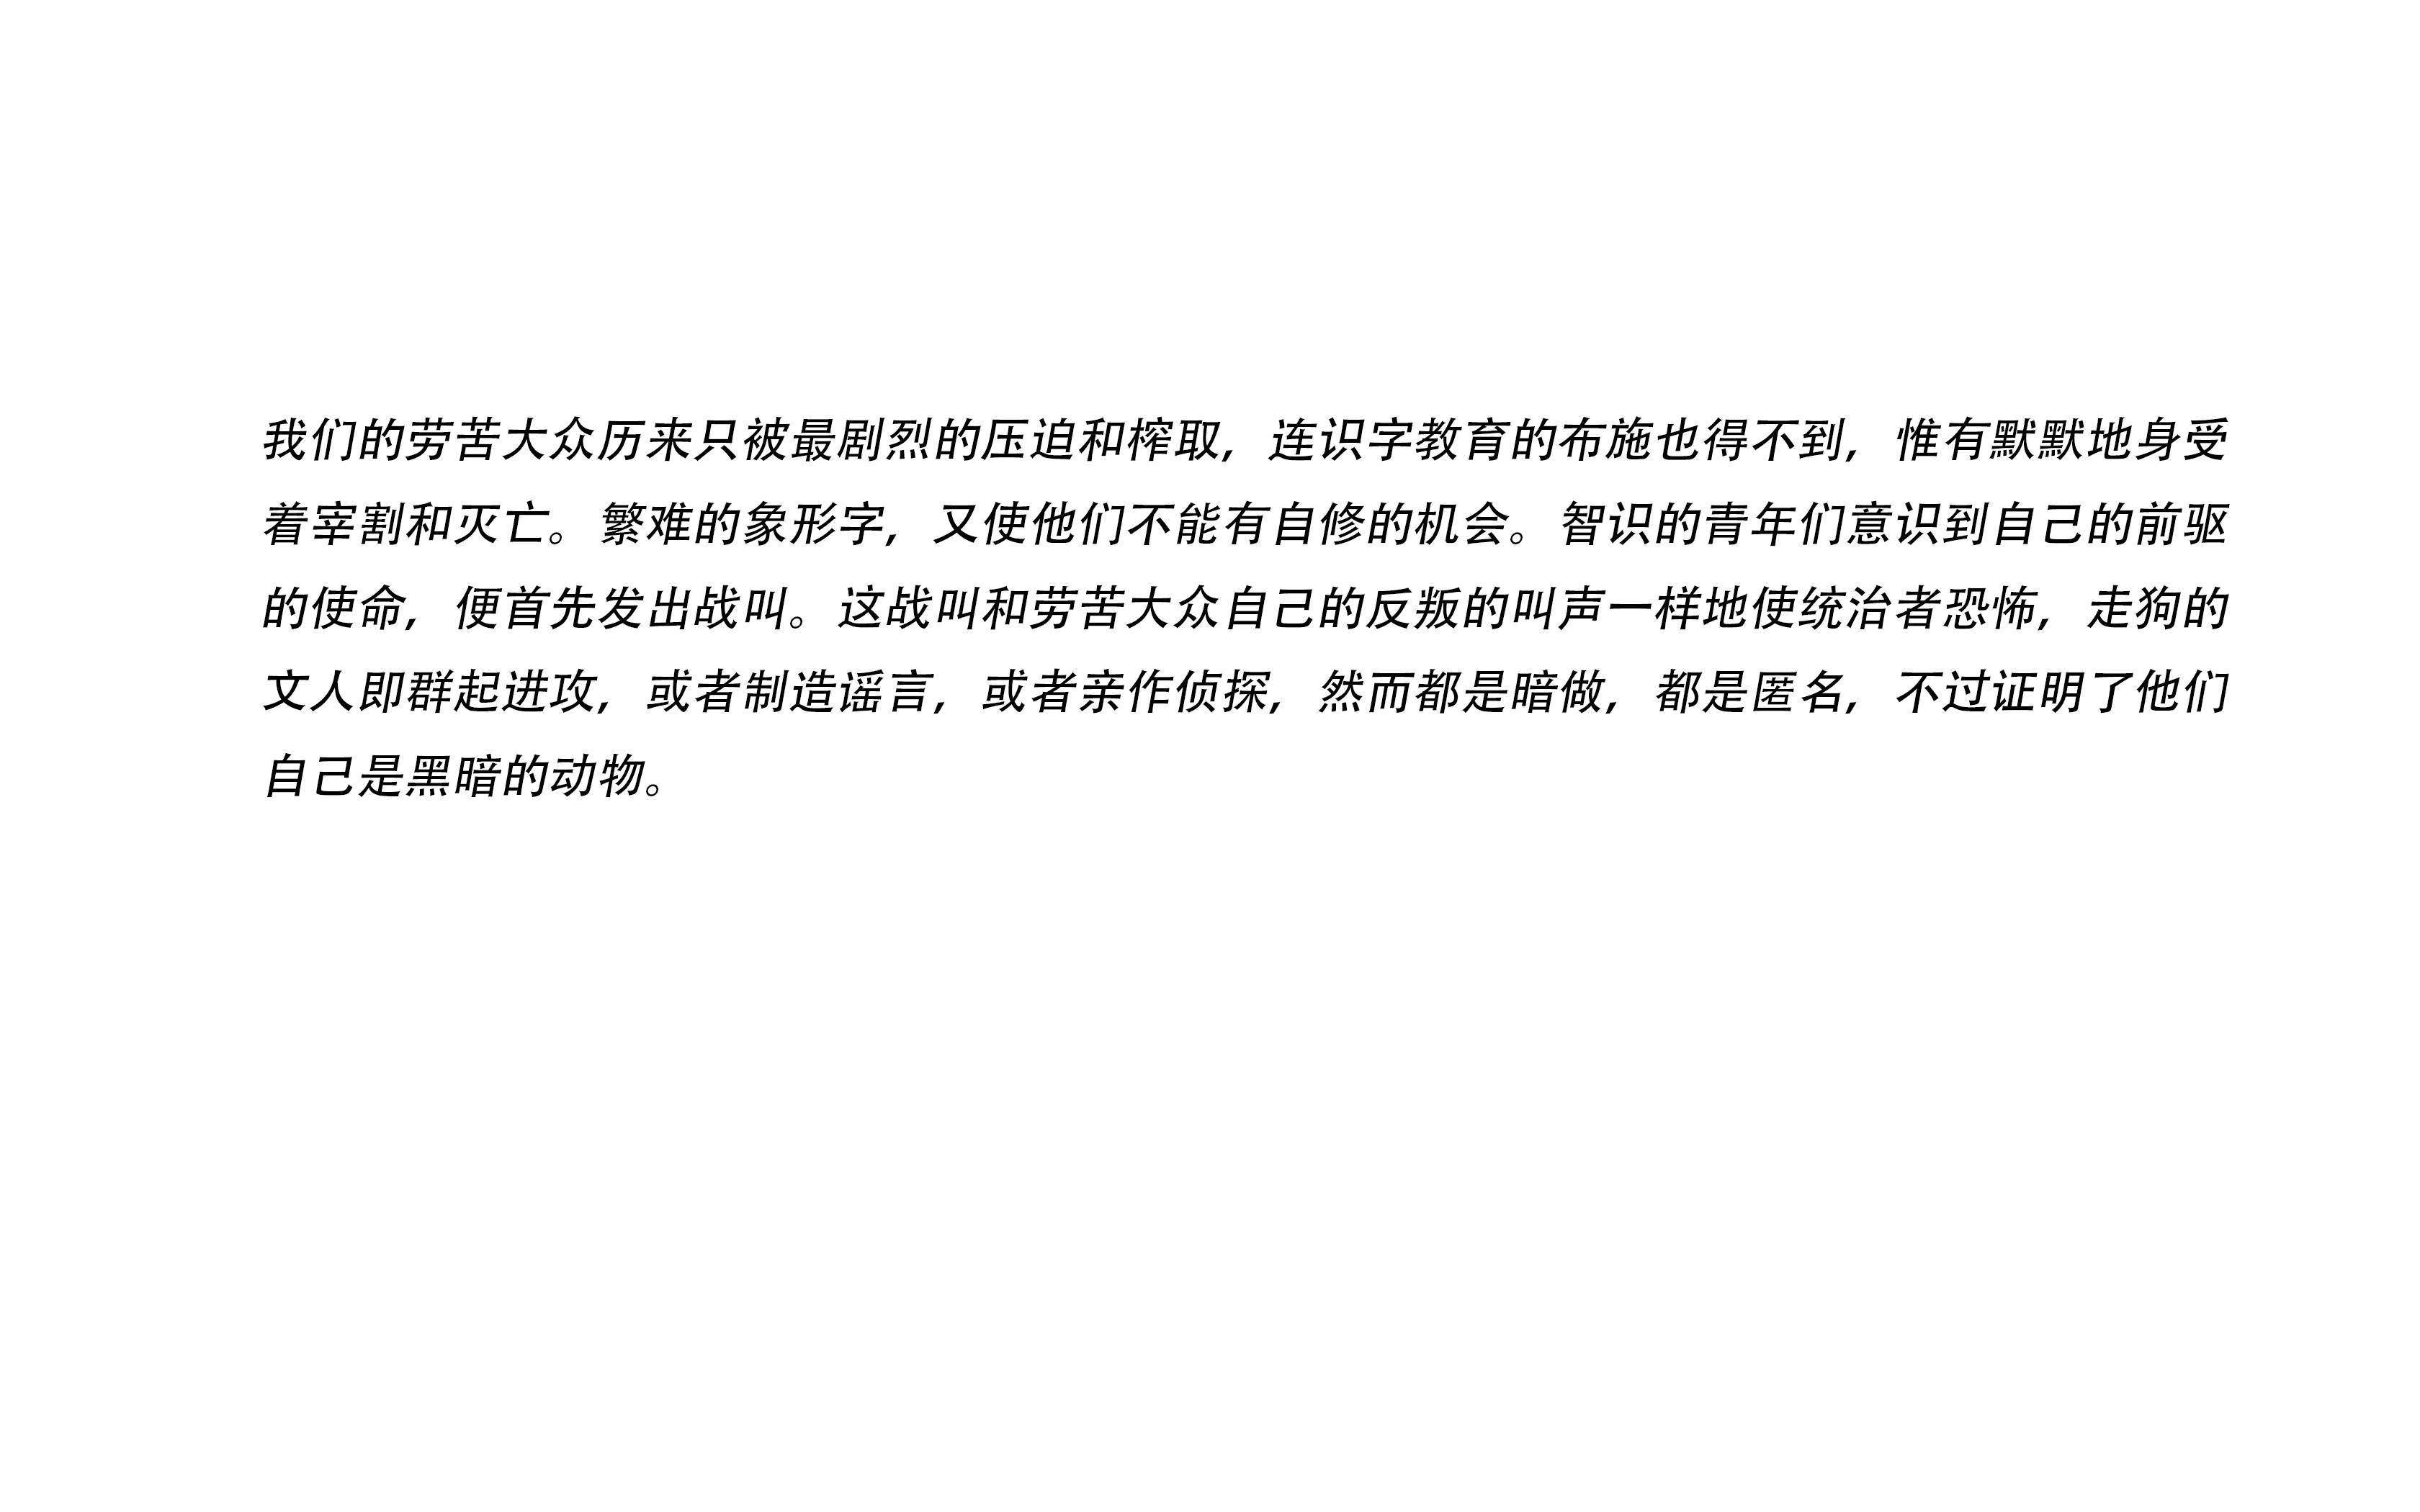 我们的劳苦大众历来只被最剧烈的压迫和榨取，连识字教育的布施也得不到，惟有默默地身受
着宰割和灭亡。繁难的象形字，又使他们不能有自修的机会。智识的青年们意识到自己的前驱
的使命，便首先发出战叫。这战叫和劳苦大众自己的反叛的叫声一样地使统治者恐怖，走狗的
文人即群起进攻，或者制造谣言，或者亲作侦探，然而都是暗做，都是匿名，不过证明了他们
自己是黑暗的动物。